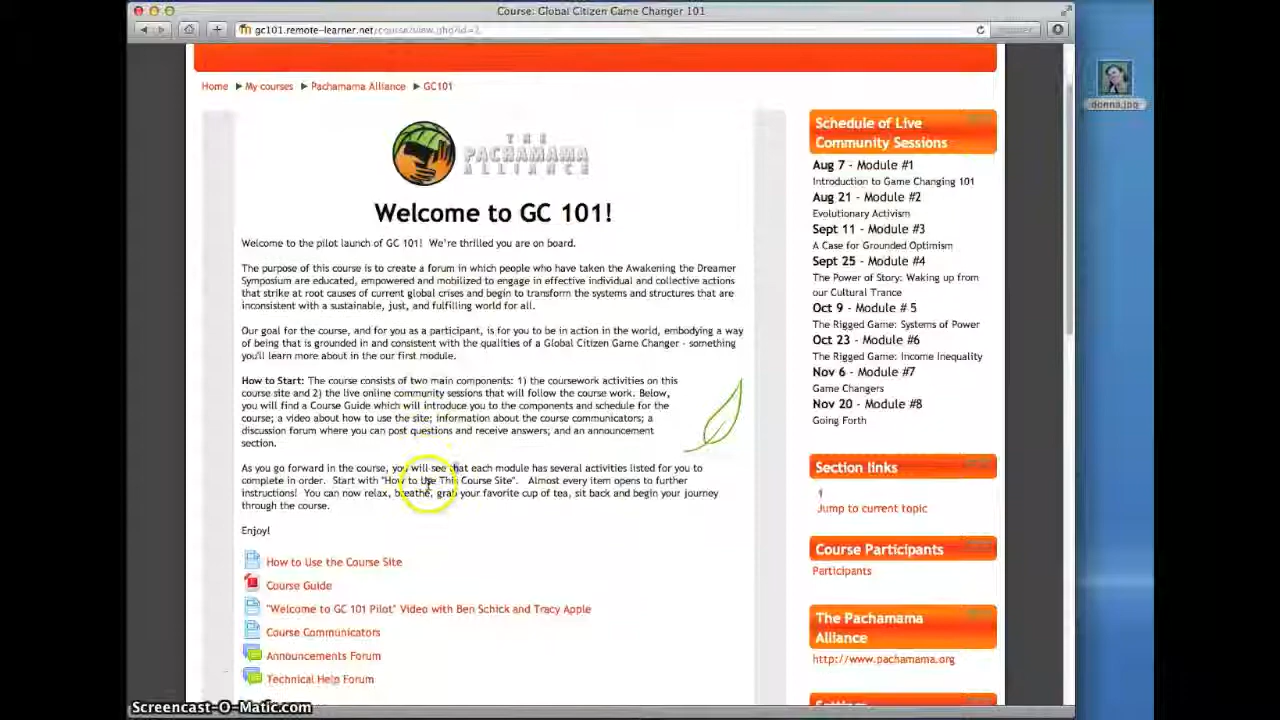 Course: Global Citizen Game Changer 101
gc101.remote-learner.net/course/view.php?id=2
Home ► My courses ► Pachamama Alliance ► GC101
THE
PACHAMAMA
ALLIANCE
Welcome to GC 101!
Welcome to the pilot launch of GC 101! We're thrilled you are on board.
The purpose of this course is to create a forum in which people who have taken the Awakening the Dreamer
Symposium are educated, empowered and mobilized to engage in effective individual and collective actions
that strike at root causes of current global crises and begin to transform the systems and structures that are
inconsistent with a sustainable, just, and fulfilling world for all.
Our goal for the course, and for you as a participant, is for you to be in action in the world, embodying a way
of being that is grounded in and consistent with the qualities of a Global Citizen Game Changer - something
you'll learn more about in the our first module.
How to Start: The course consists of two main components: 1) the coursework activities on this
course site and 2) the live online community sessions that will follow the course work. Below,
you will find a Course Guide which will introduce you to the components and schedule for the
course; a video about how to use the site; information about the course communicators; a
discussion forum where you can post questions and receive answers; and an announcement
section.
As you go forward in the course, you will see that each module has several activities listed for you to
complete in order. Start with "How to Use This Course Site". Almost every item opens to further
instructions! You can now relax, breathe, grab your favorite cup of tea, sit back and begin your journey
through the course.
Enjoy!
How to Use the Course Site
Course Guide
"Welcome to GC 101 Pilot" Video with Ben Schick and Tracy Apple
Course Communicators
Announcements Forum
Technical Help Forum
Schedule of Live
Community Sessions
Aug 7 - Module #1
Introduction to Game Changing 101
Aug 21 - Module #2
Evolutionary Activism
Sept 11 - Module #3
A Case for Grounded Optimism
Sept 25 - Module #4
The Power of Story: Waking up from
our Cultural Trance
Oct 9 - Module # 5
The Rigged Game: Systems of Power
Oct 23 - Module #6
The Rigged Game: Income Inequality
Nov 6 - Module #7
Game Changers
Nov 20 - Module #8
Going Forth
Section links
1
Jump to current topic
Course Participants
Participants
The Pachamama
Alliance
http://www.pachamama.org
Settings
donna.jpg
Screencast-O-Matic.com